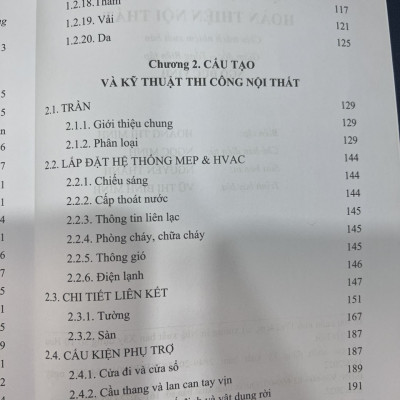 1.2.18.Thảm 117
1.2.19. Vải 121
1.2.20. Da 125
Chương 2. CẤU TẠO
VÀ KỸ THUẬT THI CÔNG NỘI THẤT
2.1. TRẦN 129
2.1.1. Giới thiệu chung 129
2.1.2. Phân loại 129
2.2. LẮP ĐẶT HỆ THỐNG MEP & HVAC 144
2.2.1. Chiếu sáng 144
2.2.2. Cấp thoát nước 144
2.2.3. Thông tin liên lạc 145
2.2.4. Phòng cháy, chữa cháy 145
2.2.5. Thông gió 145
2.2.6. Điện lạnh 146
2.3. CHI TIẾT LIÊN KẾT 147
2.3.1. Tường 151
2.3.2. Sàn 167
2.4. CẤU KIỆN PHỤ TRỢ 187
2.4.1. Cửa đi và cửa sổ 187
2.4.2. Cầu thang và lan can tay vịn 189
và vật dụng rời 191